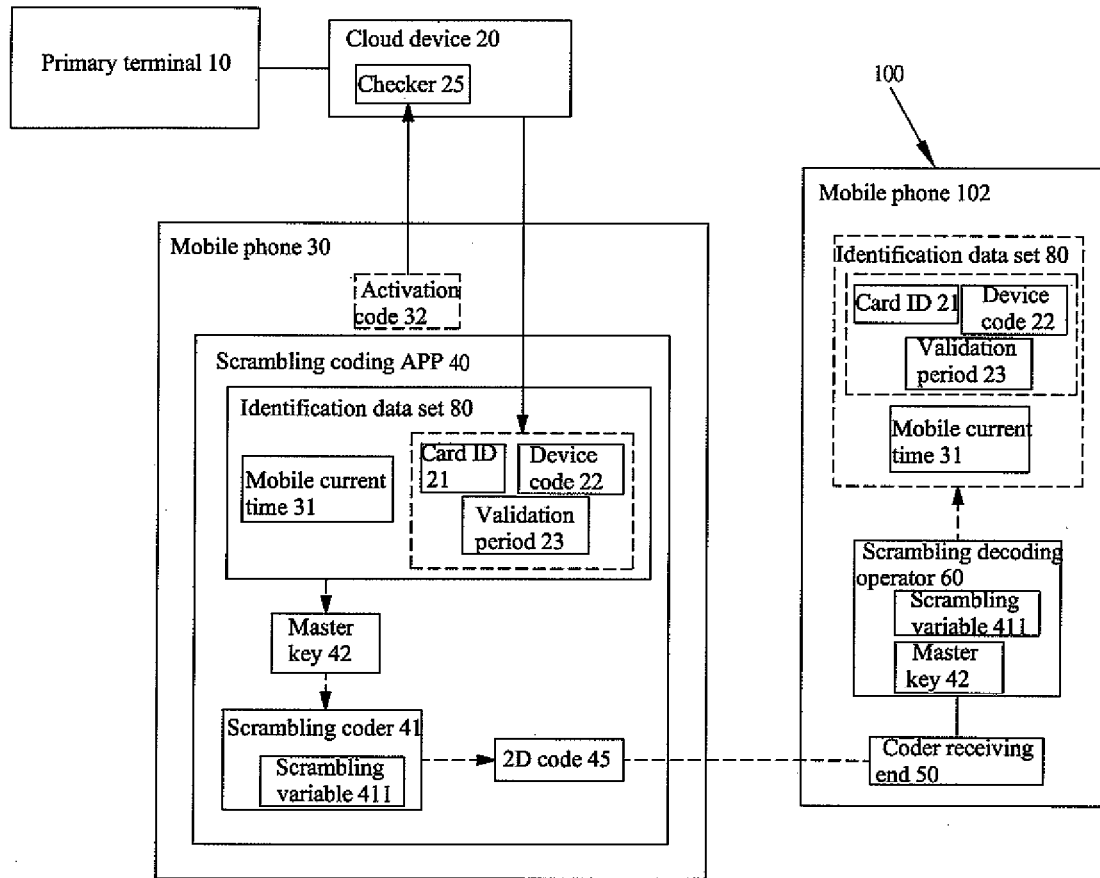 Primary terminal 10
Cloud device 20
Checker 25
100
Mobile phone 30
Activation
code 32
Scrambling coding APP 40
Identification data set 80
Mobile current
time 31
Card ID
21
Device
code 22
Validation
period 23
Master
key 42
Scrambling coder 41
Scrambling
variable 411
2D code 45
Mobile phone 102
Identification data set 80
Card ID 21
Device
code 22
Validation
period 23
Mobile current
time 31
Scrambling decoding
operator 60
Scrambling
variable 411
Master
key 42
Coder receiving
end 50